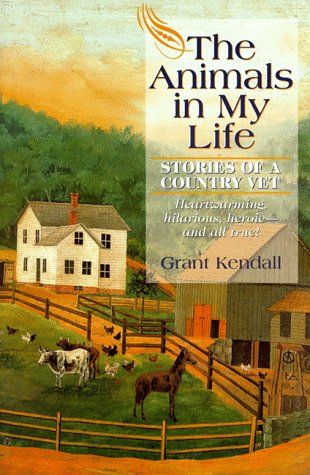 The
Animals
in My
Life
STORIES OF A
COUNTRY VET
Heartwarming,
hilarious, heroic—
and all true!
Grant Kendall